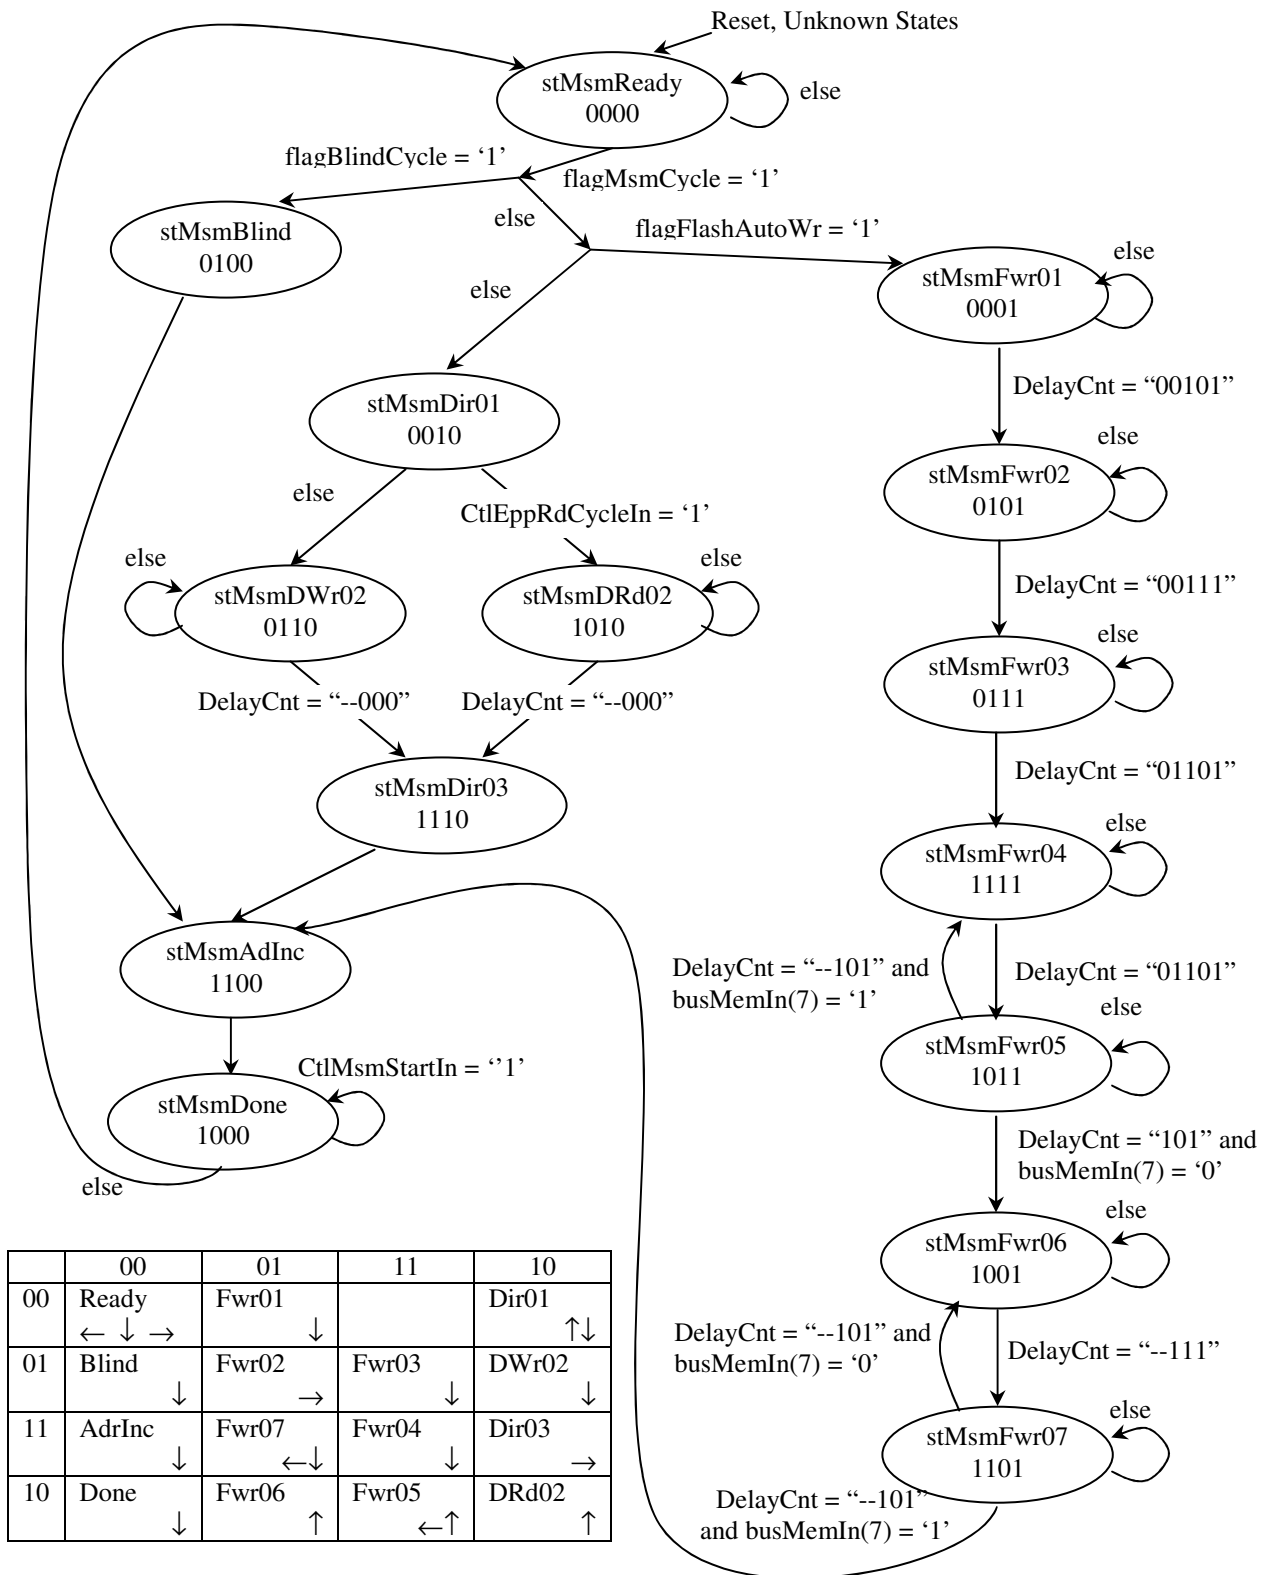 Reset, Unknown States
stMsmReady
0000
else
flagBlindCycle = ‘1’
flagMsmCycle = ‘1’
else
flagFlashAutoWr = ‘1’
stMsmBlind
0100
else
stMsmFwr01
0001
else
DelayCnt = “00101”
stMsmDir01
0010
else
CtlEppRdCycleIn = ‘1’
else
stMsmFwr02
0101
DelayCnt = “00111”
else
stMsmDWr02
0110
else
stMsmDRd02
1010
else
stMsmFwr03
0111
DelayCnt = “--000”
DelayCnt = “--000”
DelayCnt = “01101”
stMsmDir03
1110
else
stMsmFwr04
1111
stMsmAdInc
1100
DelayCnt = “--101” and
busMemIn(7) = ‘1’
DelayCnt = “01101”
else
stMsmFwr05
1011
CtlMsmStartIn = ‘’1’
stMsmDone
1000
else
DelayCnt = “101” and
busMemIn(7) = ‘0’
else
stMsmFwr06
1001
DelayCnt = “--101” and
busMemIn(7) = ‘0’
DelayCnt = “--111”
else
stMsmFwr07
1101
DelayCnt = “--101”
and busMemIn(7) = ‘1’
00 01 11 10
00 Ready Fwr01 Dir01
← ↓ → ↓ ↑↓
01 Blind Fwr02 Fwr03 DWr02
↓ → ↓ ↓
11 AdrInc Fwr07 Fwr04 Dir03
↓ ←↓ ↓ →
10 Done Fwr06 Fwr05 DRd02
↓ ↑ ←↑ ↑